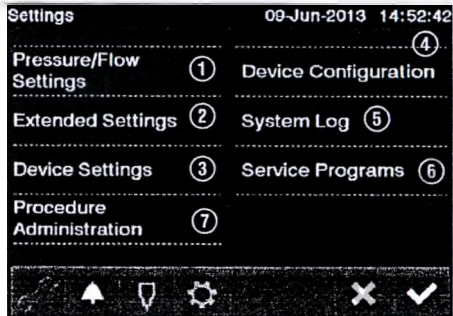 Settings 09-Jun-2013 14:52:42
④
Pressure/Flow
Settings ①
Device Configuration
Extended Settings ②
System Log ⑤
Device Settings ③
Service Programs ⑥
Procedure
Administration ⑦